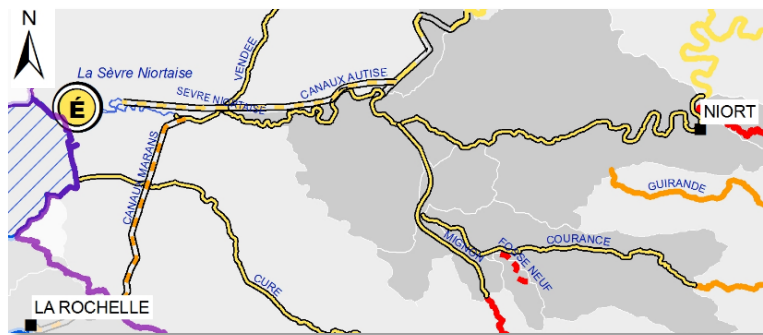 N
La Sèvre Niortaise
É
VENDEE
SEVRE NIORTAISE
CANAUX AUTISE
NIORT
CANAUX MARANS
GUIRANDE
MIGNON
COURANCE
FOSSE NEUF
CURE
LA ROCHELLE